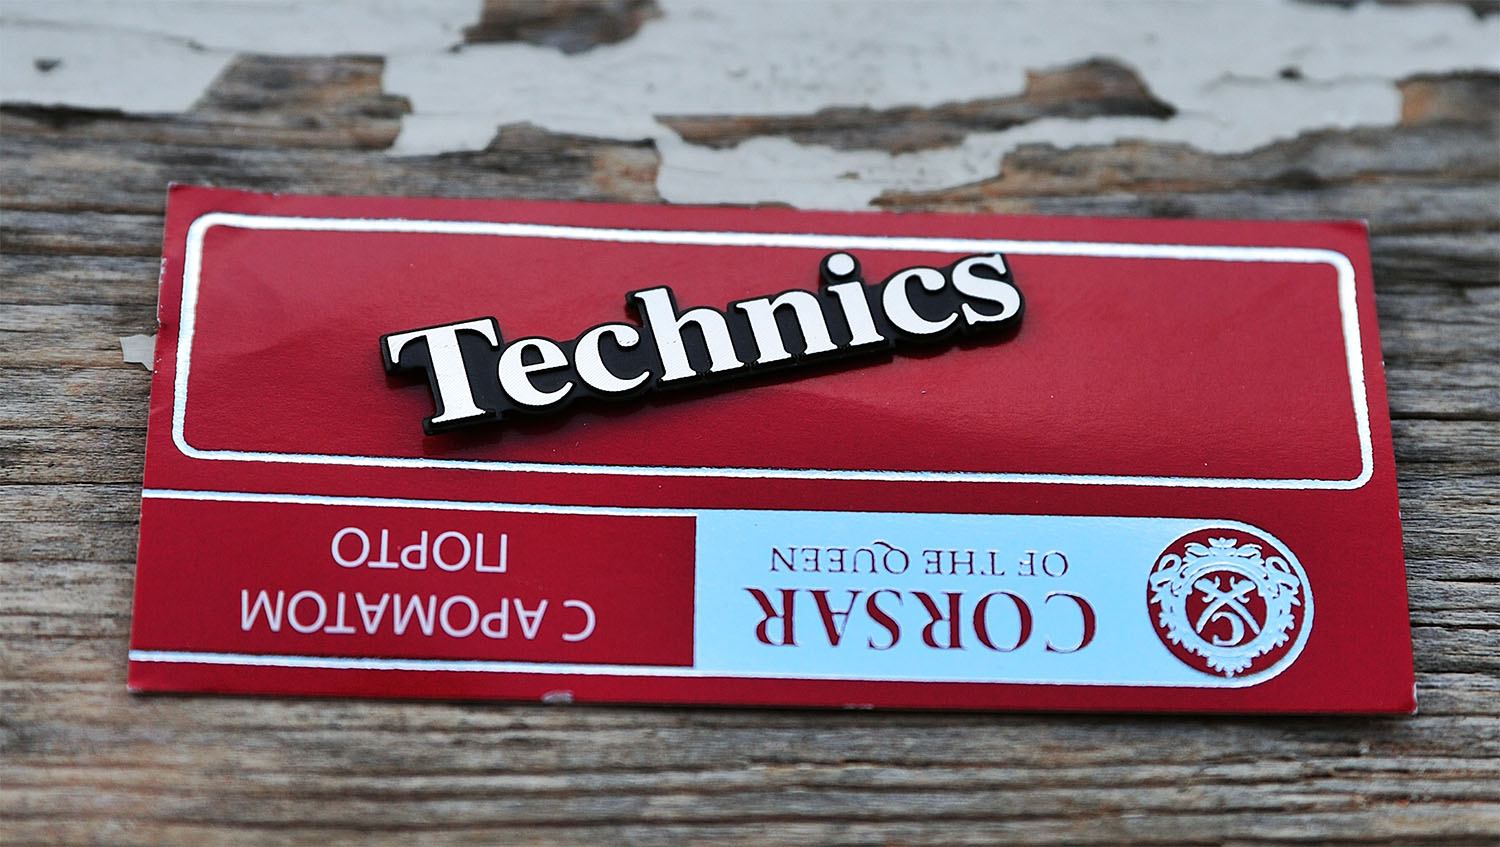 Technics
CORSAR
OF THE QUEEN
С АРОМАТОМ
ПОРТО